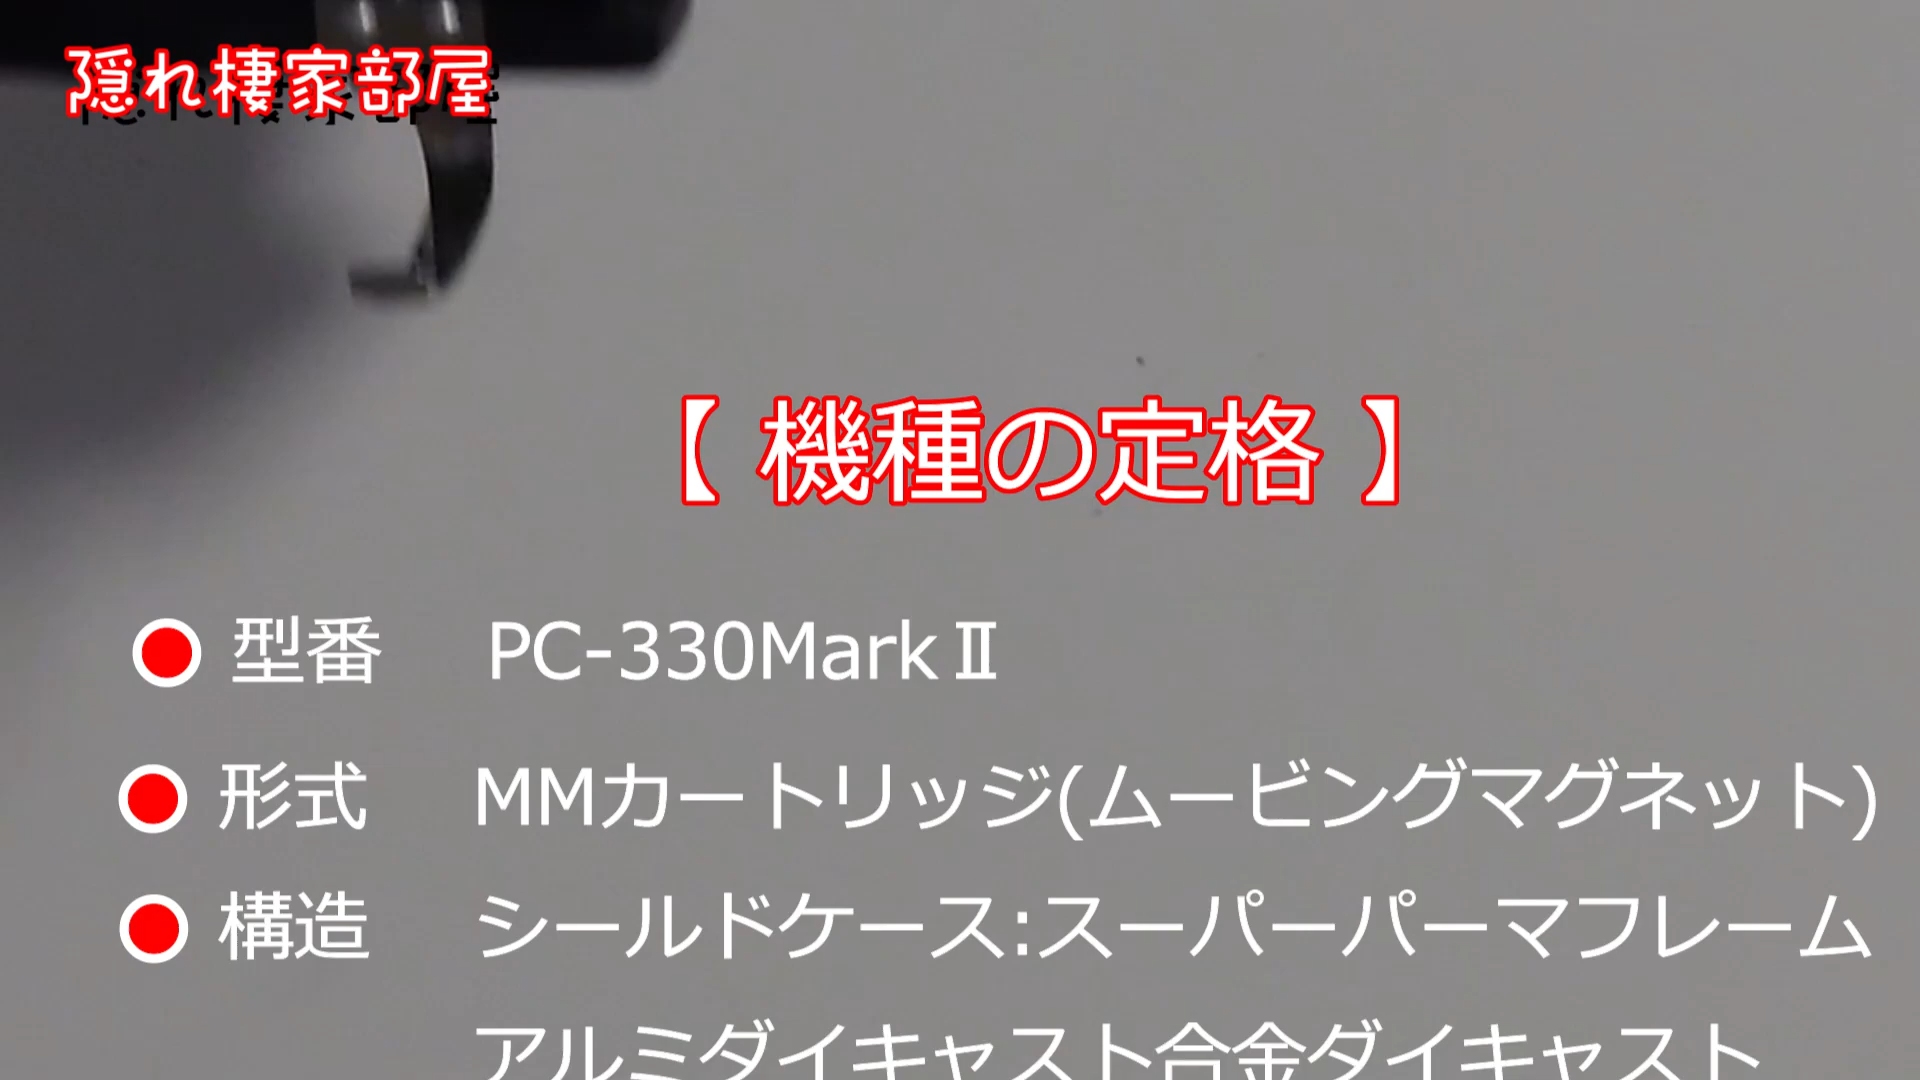 隠れ棲家部屋
【 機種の定格 】
型番 PC-330MarkⅡ
形式 MMカートリッジ(ムービングマグネット)
構造 シールドケース:スーパーパーマフレーム
アルミダイキャスト合金ダイキャスト